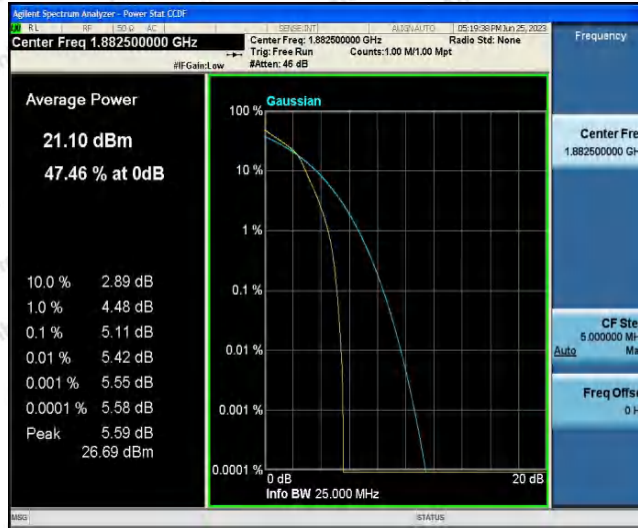 Agilent Spectrum Analyzer - Power Stat CCDF
RL RF 50 Ω AC SENSE:INT ALIGN AUTO 05:19:38 PM Jun 25, 2023
Center Freq 1.882500000 GHz Center Freq: 1.882500000 GHz Radio Std: None
Trig: Free Run Counts:1.00 M/1.00 Mpt
#IFGain:Low #Atten: 46 dB
Frequency
Average Power
21.10 dBm
47.46 % at 0dB
10.0 % 2.89 dB
1.0 % 4.48 dB
0.1 % 5.11 dB
0.01 % 5.42 dB
0.001 % 5.55 dB
0.0001 % 5.58 dB
Peak 5.59 dB
26.69 dBm
Gaussian
100 %
10 %
1 %
0.1 %
0.01 %
0.001 %
0.0001 %
0 dB 20 dB
Info BW 25.000 MHz
Center Fre
1.882500000 GH
CF Ste
5.000000 MH
Auto Ma
Freq Offse
0 H
MSG STATUS